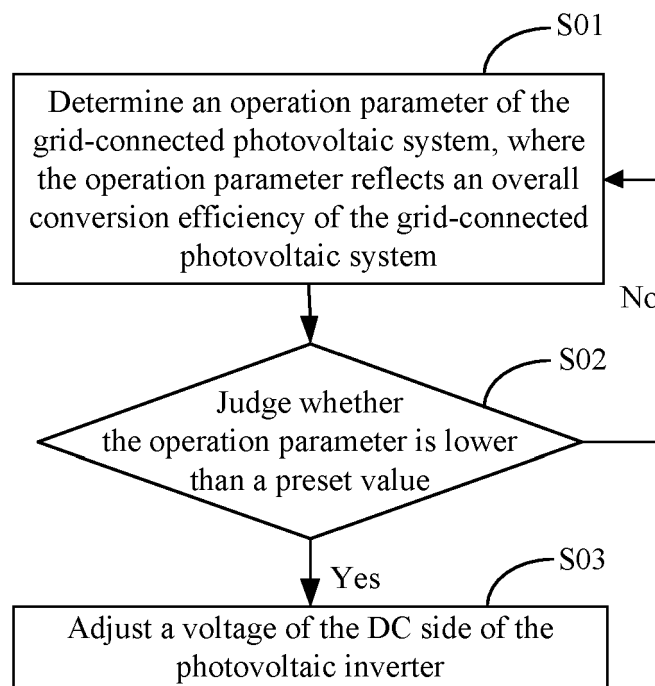 S01
Determine an operation parameter of the
grid-connected photovoltaic system, where
the operation parameter reflects an overall
conversion efficiency of the grid-connected
photovoltaic system
No
S02
Judge whether
the operation parameter is lower
than a preset value
Yes
S03
Adjust a voltage of the DC side of the
photovoltaic inverter